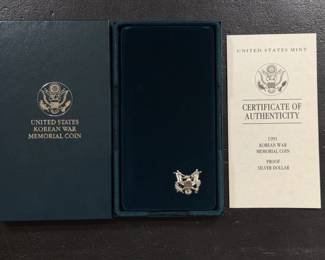 UNITED STATES
KOREAN WAR
MEMORIAL COIN
UNITED STATES MINT
CERTIFICATE OF
AUTHENTICITY
1991
KOREAN WAR
MEMORIAL COIN
PROOF
SILVER DOLLAR